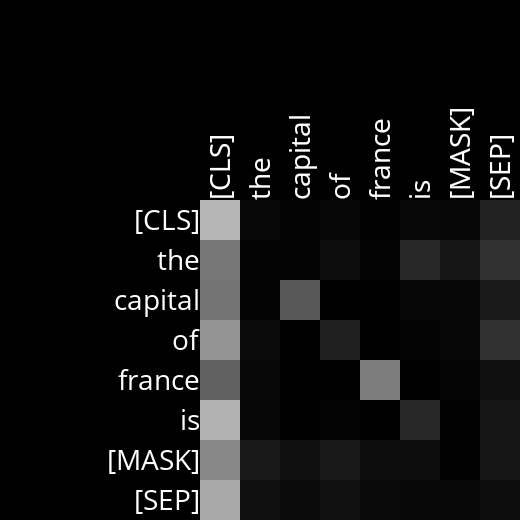 [CLS] the capital of france is [MASK] [SEP]
[CLS]
the
capital
of
france
is
[MASK]
[SEP]